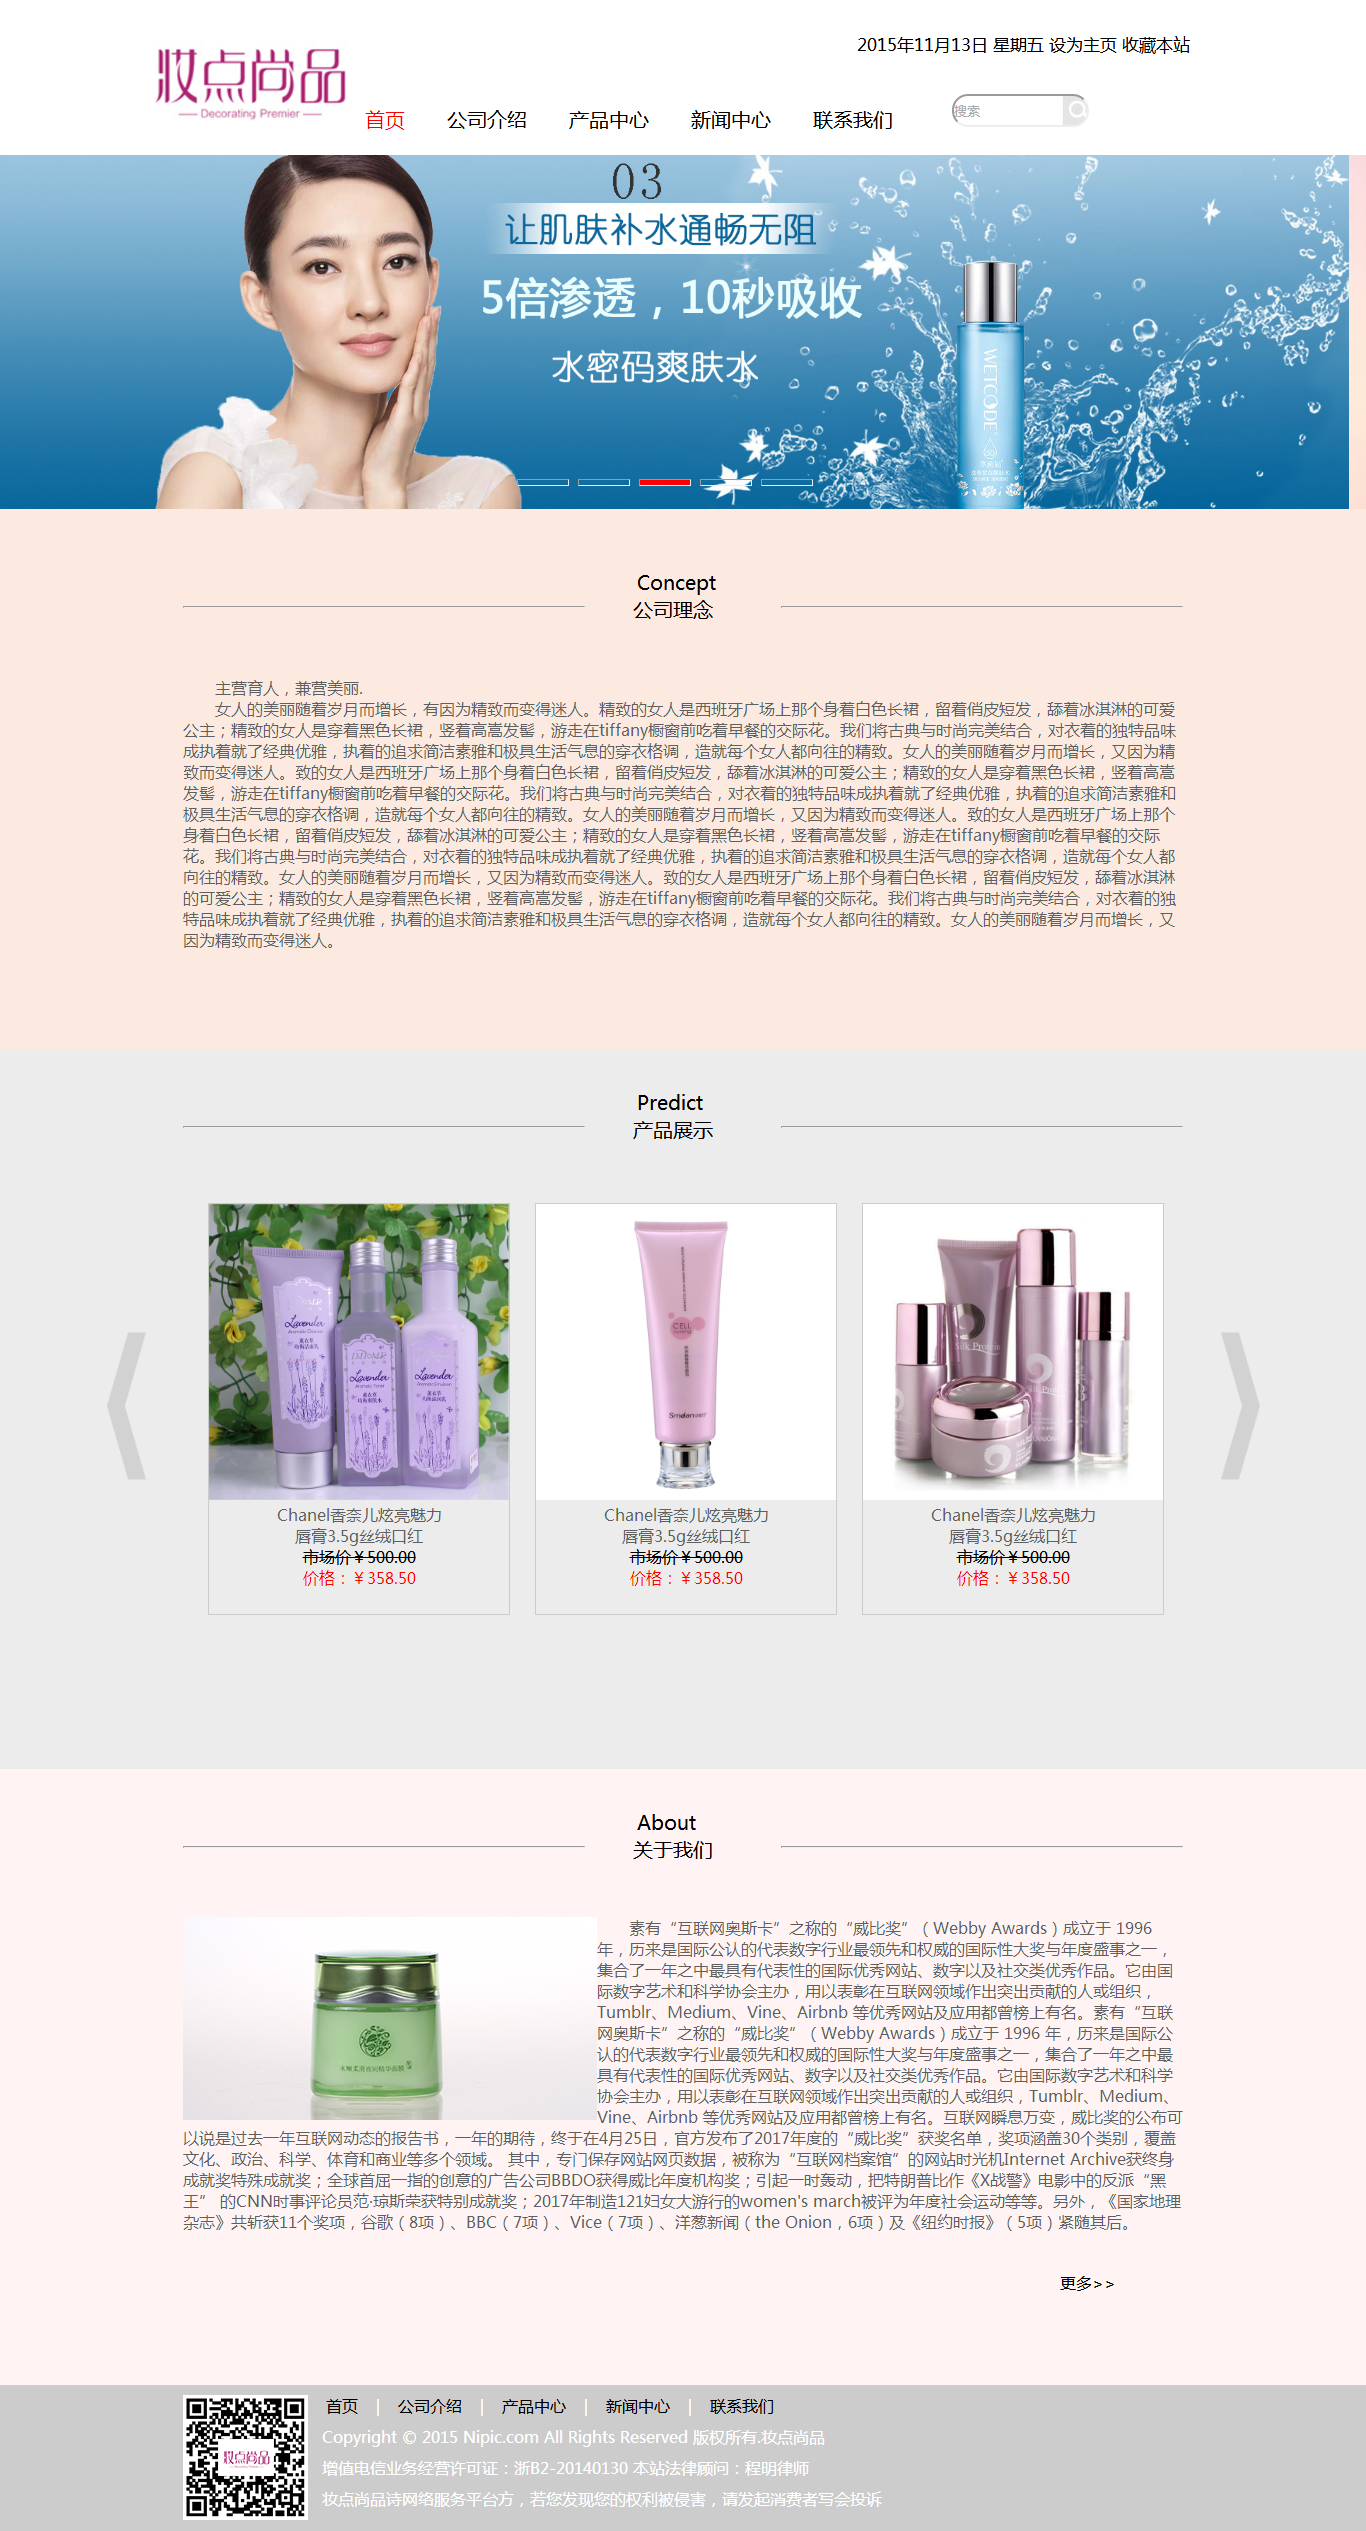 2015年11月13日 星期五 设为主页 收藏本站
妆点尚品
Decorating Premier
首页 公司介绍 产品中心 新闻中心 联系我们
搜索
03
让肌肤补水通畅无阻
5倍渗透，10秒吸收
水密码爽肤水
WETCODE
Concept
公司理念
主营育人，兼营美丽.
女人的美丽随着岁月而增长，有因为精致而变得迷人。精致的女人是西班牙广场上那个身着白色长裙，留着俏皮短发，舔着冰淇淋的可爱
公主；精致的女人是穿着黑色长裙，竖着高嵩发髻，游走在tiffany橱窗前吃着早餐的交际花。我们将古典与时尚完美结合，对衣着的独特品味
成执着就了经典优雅，执着的追求简洁素雅和极具生活气息的穿衣格调，造就每个女人都向往的精致。女人的美丽随着岁月而增长，又因为精
致而变得迷人。致的女人是西班牙广场上那个身着白色长裙，留着俏皮短发，舔着冰淇淋的可爱公主；精致的女人是穿着黑色长裙，竖着高嵩
发髻，游走在tiffany橱窗前吃着早餐的交际花。我们将古典与时尚完美结合，对衣着的独特品味成执着就了经典优雅，执着的追求简洁素雅和
极具生活气息的穿衣格调，造就每个女人都向往的精致。女人的美丽随着岁月而增长，又因为精致而变得迷人。致的女人是西班牙广场上那个
身着白色长裙，留着俏皮短发，舔着冰淇淋的可爱公主；精致的女人是穿着黑色长裙，竖着高嵩发髻，游走在tiffany橱窗前吃着早餐的交际
花。我们将古典与时尚完美结合，对衣着的独特品味成执着就了经典优雅，执着的追求简洁素雅和极具生活气息的穿衣格调，造就每个女人都
向往的精致。女人的美丽随着岁月而增长，又因为精致而变得迷人。致的女人是西班牙广场上那个身着白色长裙，留着俏皮短发，舔着冰淇淋
的可爱公主；精致的女人是穿着黑色长裙，竖着高嵩发髻，游走在tiffany橱窗前吃着早餐的交际花。我们将古典与时尚完美结合，对衣着的独
特品味成执着就了经典优雅，执着的追求简洁素雅和极具生活气息的穿衣格调，造就每个女人都向往的精致。女人的美丽随着岁月而增长，又
因为精致而变得迷人。
Predict
产品展示
Lavender
Lavender
Lavender
CELL
Silk Protein
Chanel香奈儿炫亮魅力
唇膏3.5g丝绒口红
市场价￥500.00
价格：￥358.50
Chanel香奈儿炫亮魅力
唇膏3.5g丝绒口红
市场价￥500.00
价格：￥358.50
Chanel香奈儿炫亮魅力
唇膏3.5g丝绒口红
市场价￥500.00
价格：￥358.50
About
关于我们
素有“互联网奥斯卡”之称的“威比奖”（Webby Awards）成立于 1996
年，历来是国际公认的代表数字行业最领先和权威的国际性大奖与年度盛事之一，
集合了一年之中最具有代表性的国际优秀网站、数字以及社交类优秀作品。它由国
际数字艺术和科学协会主办，用以表彰在互联网领域作出突出贡献的人或组织，
Tumblr、Medium、Vine、Airbnb 等优秀网站及应用都曾榜上有名。素有“互联
网奥斯卡”之称的“威比奖”（Webby Awards）成立于 1996 年，历来是国际公
认的代表数字行业最领先和权威的国际性大奖与年度盛事之一，集合了一年之中最
具有代表性的国际优秀网站、数字以及社交类优秀作品。它由国际数字艺术和科学
协会主办，用以表彰在互联网领域作出突出贡献的人或组织，Tumblr、Medium、
Vine、Airbnb 等优秀网站及应用都曾榜上有名。互联网瞬息万变，威比奖的公布可
以说是过去一年互联网动态的报告书，一年的期待，终于在4月25日，官方发布了2017年度的“威比奖”获奖名单，奖项涵盖30个类别，覆盖
文化、政治、科学、体育和商业等多个领域。 其中，专门保存网站网页数据，被称为“互联网档案馆”的网站时光机Internet Archive获终身
成就奖特殊成就奖；全球首屈一指的创意的广告公司BBDO获得威比年度机构奖；引起一时轰动，把特朗普比作《X战警》电影中的反派“黑
王” 的CNN时事评论员范·琼斯荣获特别成就奖；2017年制造121妇女大游行的women's march被评为年度社会运动等等。另外，《国家地理
杂志》共斩获11个奖项，谷歌（8项）、BBC（7项）、Vice（7项）、洋葱新闻（the Onion，6项）及《纽约时报》（5项）紧随其后。
更多>>
首页 | 公司介绍 | 产品中心 | 新闻中心 | 联系我们
Copyright © 2015 Nipic.com All Rights Reserved 版权所有.妆点尚品
增值电信业务经营许可证：浙B2-20140130 本站法律顾问：程明律师
妆点尚品诗网络服务平台方，若您发现您的权利被侵害，请发起消费者写会投诉
妆点尚品